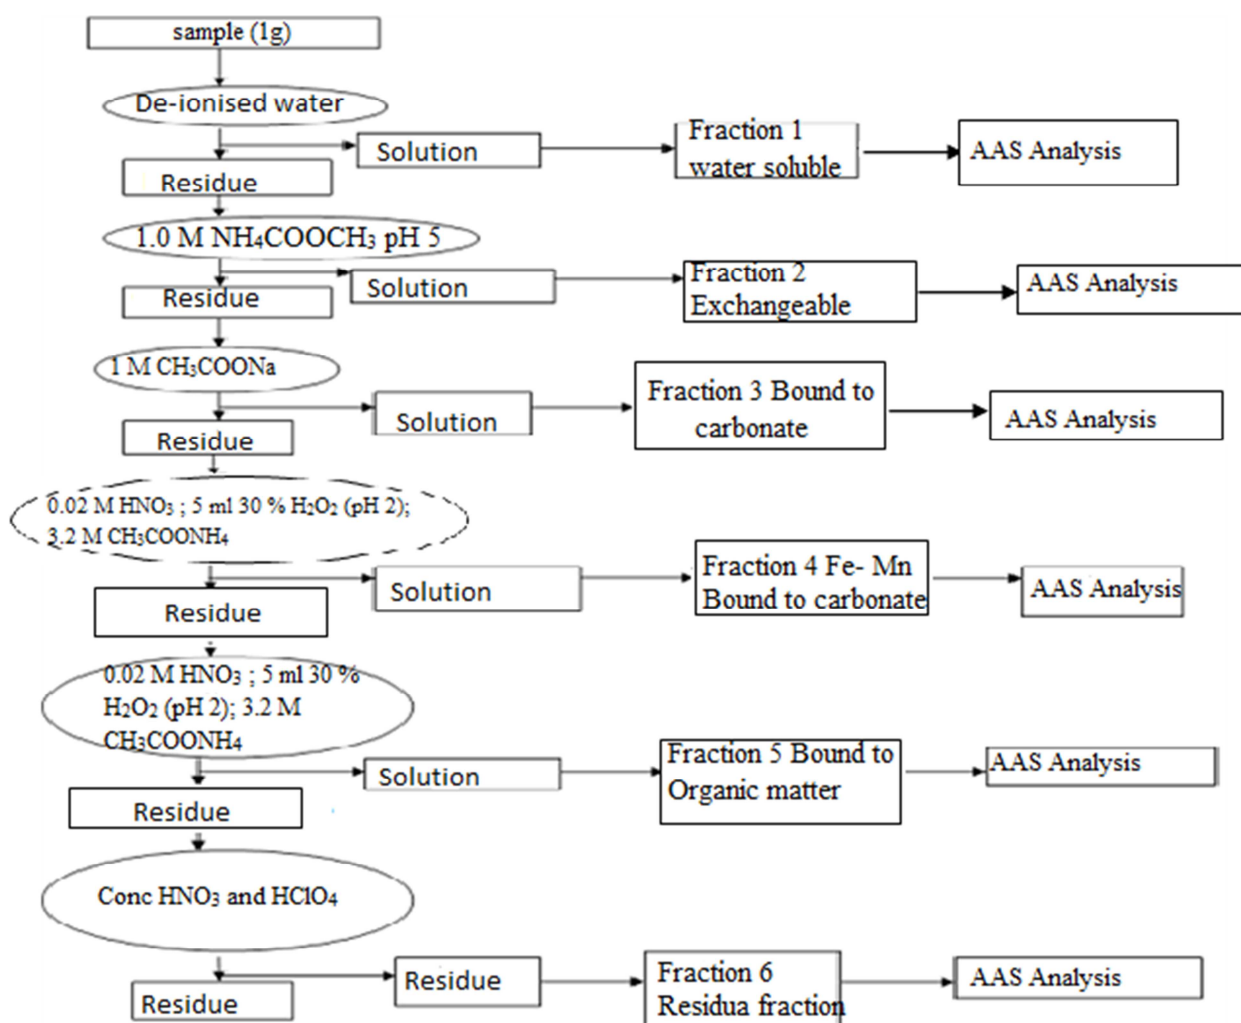 sample (1g)
De-ionised water
Solution
Fraction 1
water soluble
AAS Analysis
Residue
1.0 M NH₄COOCH₃ pH 5
Solution
Fraction 2
Exchangeable
AAS Analysis
Residue
1 M CH₃COONa
Solution
Fraction 3 Bound to
carbonate
AAS Analysis
Residue
0.02 M HNO₃ ; 5 ml 30 % H₂O₂ (pH 2);
3.2 M CH₃COONH₄
Solution
Fraction 4 Fe- Mn
Bound to carbonate
AAS Analysis
Residue
0.02 M HNO₃ ; 5 ml 30 %
H₂O₂ (pH 2); 3.2 M
CH₃COONH₄
Solution
Fraction 5 Bound to
Organic matter
AAS Analysis
Residue
Conc HNO₃ and HClO₄
Residue
Fraction 6
Residua fraction
AAS Analysis
Residue